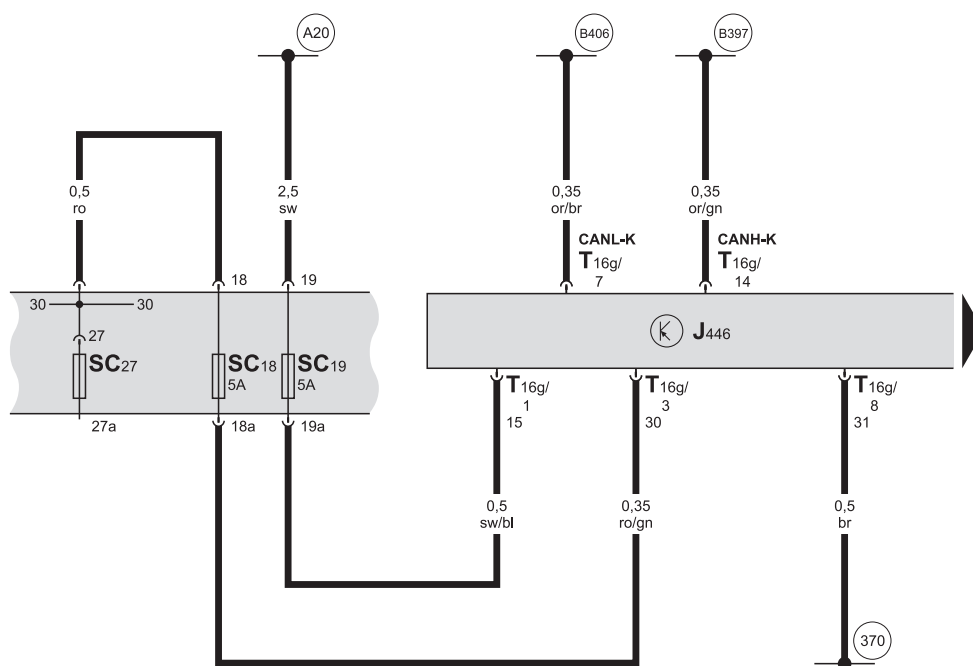 A20
B406
B397
0,5
ro
2,5
sw
0,35
or/br
0,35
or/gn
CANL-K
T16g/
7
CANH-K
T16g/
14
18
19
30
30
27
SC27
SC18
5A
SC19
5A
J446
27a
18a
19a
T16g/
1
15
T16g/
3
30
T16g/
8
31
0,5
sw/bl
0,35
ro/gn
0,5
br
370